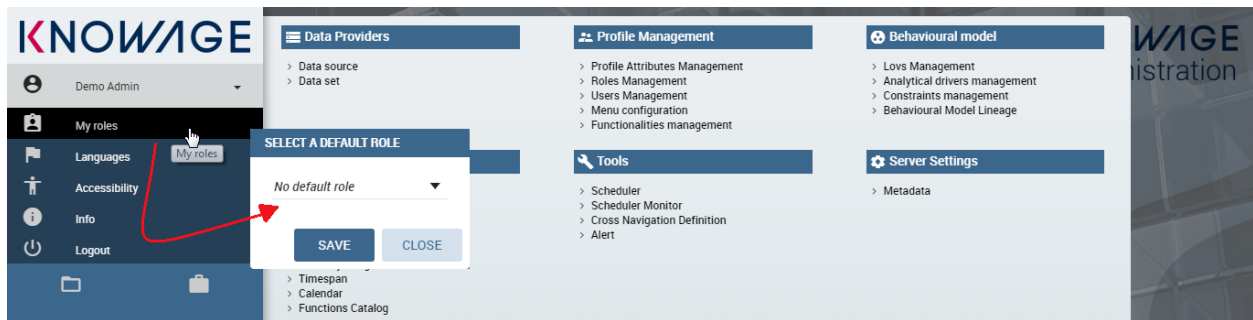 KNOWAGE
Demo Admin
My roles
Languages
Accessibility
Info
Logout
My roles
Data Providers
> Data source
> Data set
Profile Management
> Profile Attributes Management
> Roles Management
> Users Management
> Menu configuration
> Functionalities management
Behavioural model
> Lovs Management
> Analytical drivers management
> Constraints management
> Behavioural Model Lineage
SELECT A DEFAULT ROLE
No default role
SAVE
CLOSE
Tools
> Scheduler
> Scheduler Monitor
> Cross Navigation Definition
> Alert
Server Settings
> Metadata
> Timespan
> Calendar
> Functions Catalog
WAGE
istration